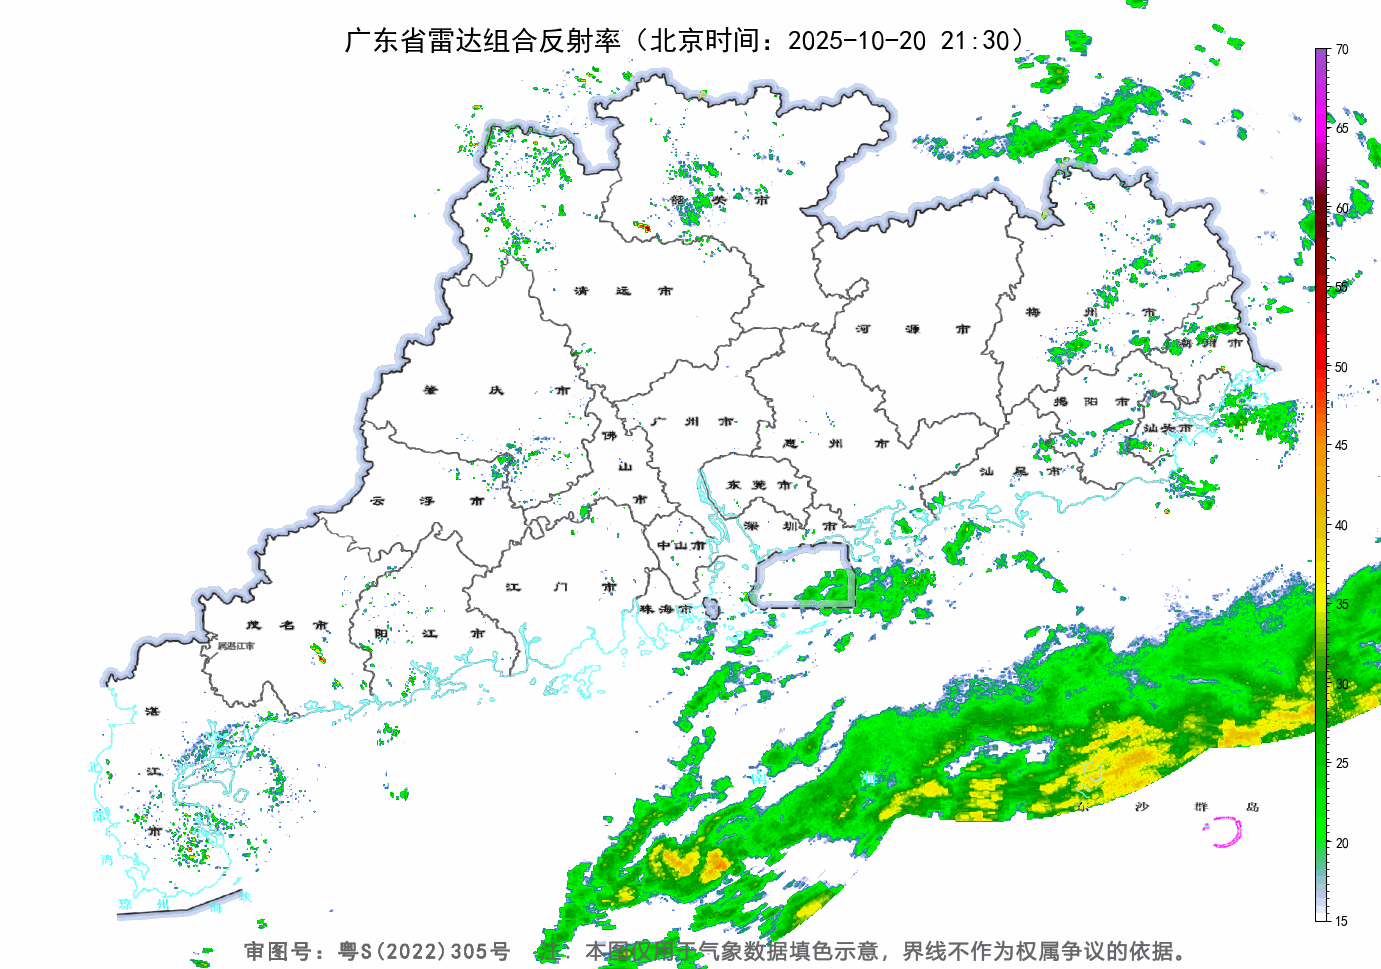 广东省雷达组合反射率（北京时间：2025-10-20 21:30）
70
65
60
55
50
45
40
35
30
25
20
15
韶关市
清远市
河源市
梅州市
潮州市
肇庆市
广州市
惠州市
揭阳市
汕头市
佛山市
东莞市
汕尾市
云浮市
深圳市
中山市
江门市
珠海市
茂名市
阳江市
属湛江市
湛江市
北部湾
南海
东沙群岛
琼州海峡
审图号：粤S(2022)305号 注：本图仅用于气象数据填色示意，界线不作为权属争议的依据。